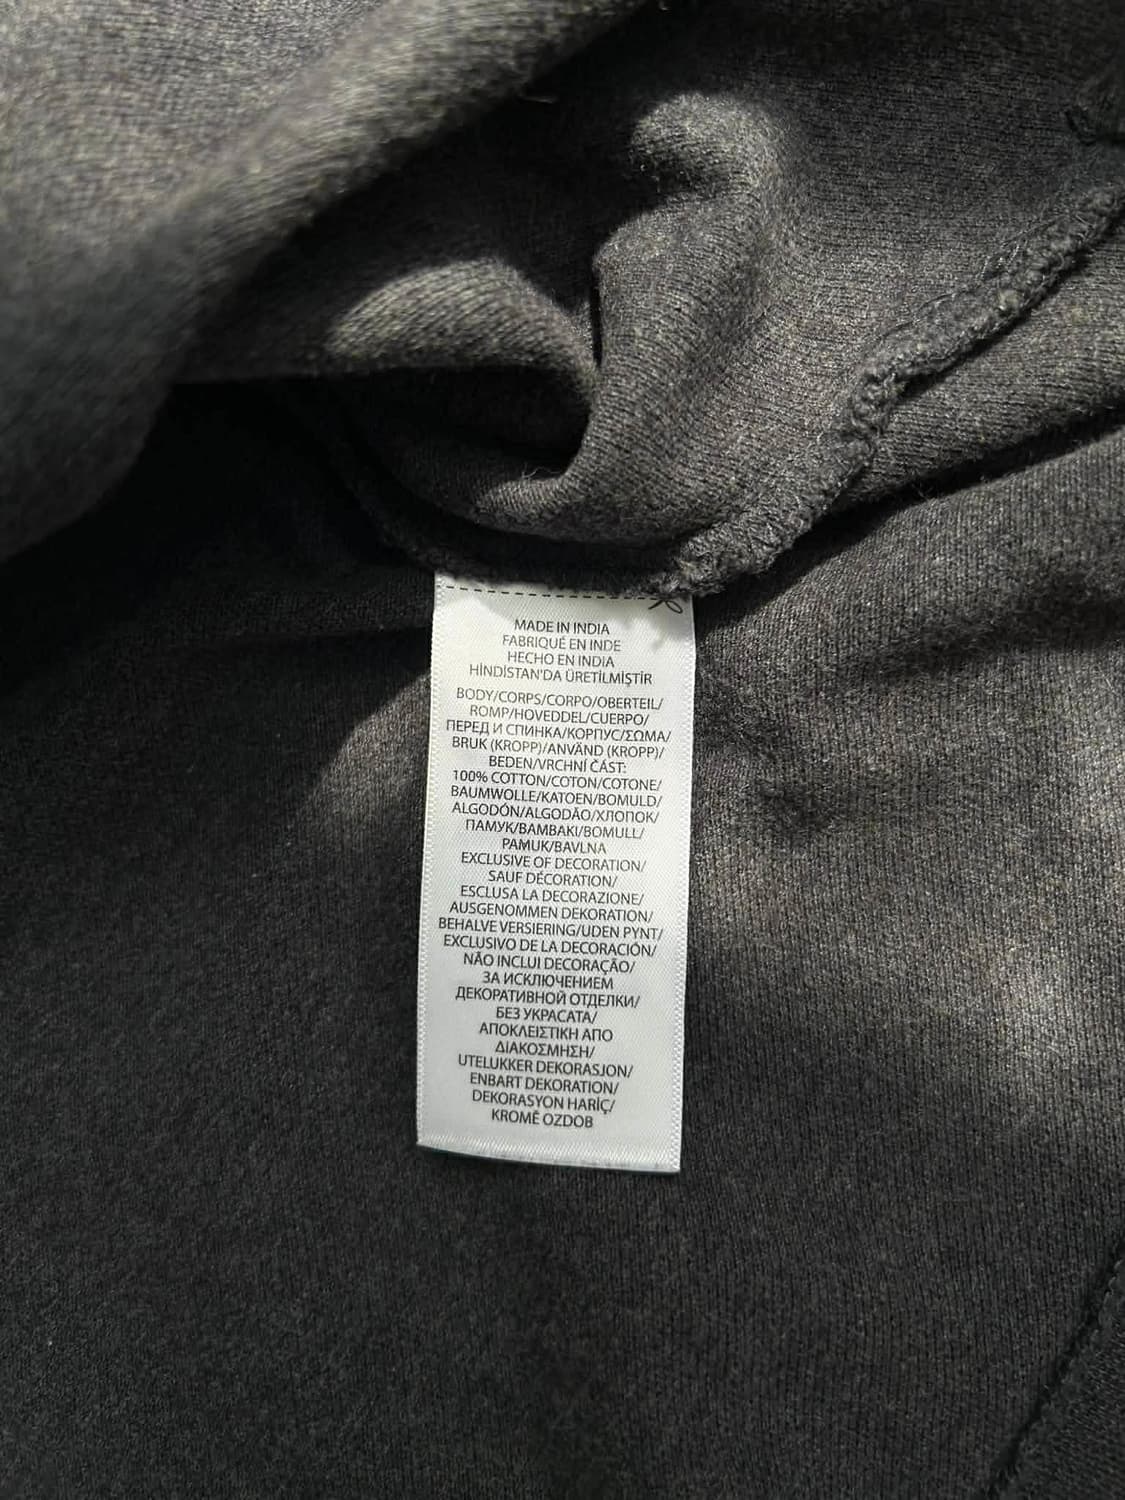 MADE IN INDIA
FABRIQUÉ EN INDE
HECHO EN INDIA
HİNDİSTAN'DA ÜRETİLMİŞTİR
BODY/CORPS/CORPO/OBERTEIL/
ROMP/HOVEDDEL/CUERPO/
ПЕРЕД И СПИНКА/КОРПУС/ΣΩΜΑ/
BRUK (KROPP)/ANVÄND (KROPP)/
BEDEN/VRCHNÍ ČÁST:
100% COTTON/COTON/COTONE/
BAUMWOLLE/KATOEN/BOMULD/
ALGODÓN/ALGODÃO/ХЛОПОК/
ПАМУК/BAMBAKI/BOMULL/
PAMUK/BAVLNA
EXCLUSIVE OF DECORATION/
SAUF DÉCORATION/
ESCLUSA LA DECORAZIONE/
AUSGENOMMEN DEKORATION/
BEHALVE VERSIERING/UDEN PYNT/
EXCLUSIVO DE LA DECORACIÓN/
NÃO INCLUI DECORAÇÃO/
ЗА ИСКЛЮЧЕНИЕМ
ДЕКОРАТИВНОЙ ОТДЕЛКИ/
БЕЗ УКРАСАТА/
ΑΠΟΚΛΕΙΣΤΙΚΗ ΑΠΟ
ΔΙΑΚΟΣΜΗΣΗ/
UTELUKKER DEKORASJON/
ENBART DEKORATION/
DEKORASYON HARİÇ/
KROMĚ OZDOB